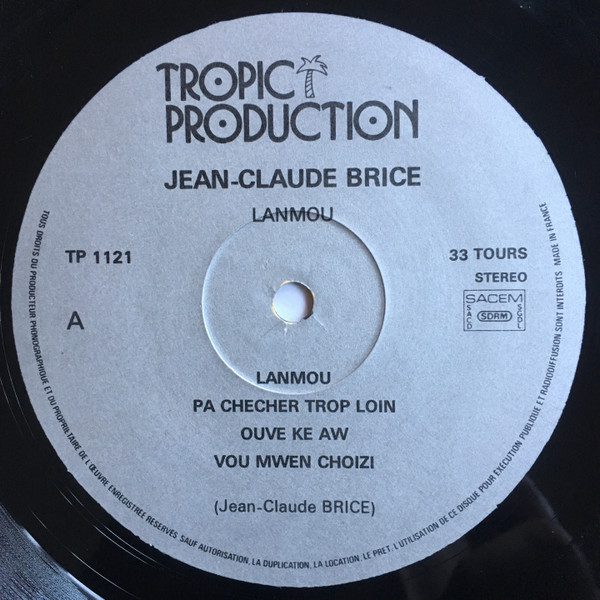 TROPIC
PRODUCTION
JEAN-CLAUDE BRICE
LANMOU
TP 1121
33 TOURS
STEREO
A
SACEM
SACD
SDRM
SGDL
LANMOU
PA CHECHER TROP LOIN
OUVE KE AW
VOU MWEN CHOIZI
(Jean-Claude BRICE)
TOUS DROITS DU PRODUCTEUR PHONOGRAPHIQUE ET DU PROPRIETAIRE DE L'ŒUVRE ENREGISTREE RESERVES. SAUF AUTORISATION, LA DUPLICATION, LA LOCATION, LE PRET, L'UTILISATION DE CE DISQUE POUR EXECUTION PUBLIQUE ET RADIODIFFUSION SONT INTERDITS MADE IN FRANCE